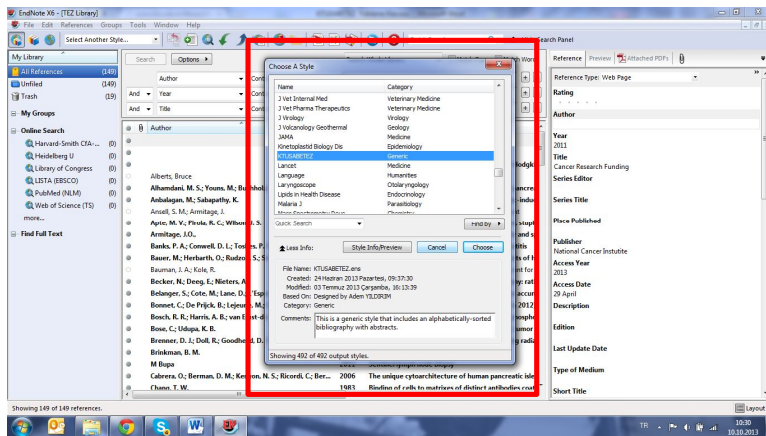 EndNote X6 - [TEZ Library]
File Edit References Groups Tools Window Help
Select Another Style...
My Library
All References (149)
Unfiled (149)
Trash (19)
My Groups
Online Search
Harvard-Smith CfA-... (0)
Heidelberg U (0)
Library of Congress (0)
LISTA (EBSCO) (0)
PubMed (NLM) (0)
Web of Science (TS) (0)
more...
Find Full Text
Search Options
Author
And Year
And Title
Author
Alberts, Bruce
Alhamdani, M. S.; Youns, M.; Buchhol
Anbalagan, M.; Sabapathy, K.
Ansell, S. M.; Armitage, J.
Apte, M. V.; Pirola, R. C.; Wilson J. S.
Armitage, J.O.,
Banks, P. A.; Conwell, D. L.; Toskes, P.
Bauer, M.; Herbarth, O.; Rudzok, S.; S
Bauman, J. A.; Kole, R.
Becker, N.; Deeg, E.; Nieters, A.
Belanger, S.; Cote, M.; Lane, D.; L'Esp
Bonnet, C.; De Prijck, B.; Lejeune, M.;
Bosch, R. R.; Harris, A. B.; van Emst-d
Bose, C.; Udupa, K. B.
Brenner, D. J.; Doll, R.; Goodhead, D.
Brinkman, B. M.
M Bupa
Cabrera, O.; Berman, D. M.; Kenyon, N. S.; Ricordi, C.; Ber... 2006 The unique cytoarchitecture of human pancreatic isle
Chang, T. W. 1983 Binding of cells to matrixes of distinct antibodies coat
Choose A Style
Name Category
J Vet Internal Med Veterinary Medicine
J Vet Pharma Therapeutics Veterinary Medicine
J Virology Virology
J Volcanology Geothermal Geology
JAMA Medicine
Kinetoplastid Biology Dis Epidemiology
KTUSABETEZ Generic
Lancet Medicine
Language Humanities
Laryngoscope Otolaryngology
Lipids in Health Disease Endocrinology
Malaria J Parasitology
Quick Search Find by
Less Info: Style Info/Preview Cancel Choose
File Name: KTUSABETEZ.ens
Created: 24 Haziran 2013 Pazartesi, 09:37:30
Modified: 03 Temmuz 2013 Çarşamba, 16:13:39
Based On: Designed by Adem YILDIRIM
Category: Generic
Comments: This is a generic style that includes an alphabetically-sorted
bibliography with abstracts.
Showing 492 of 492 output styles.
Search Panel
Reference Preview Attached PDFs
Reference Type: Web Page
Rating
Author
Year
2011
Title
Cancer Research Funding
Series Editor
Series Title
Place Published
Publisher
National Cancer Instutite
Access Year
2013
Access Date
29 April
Description
Edition
Last Update Date
Type of Medium
Short Title
Showing 149 of 149 references.
Layout
TR
10:30
10.10.2013